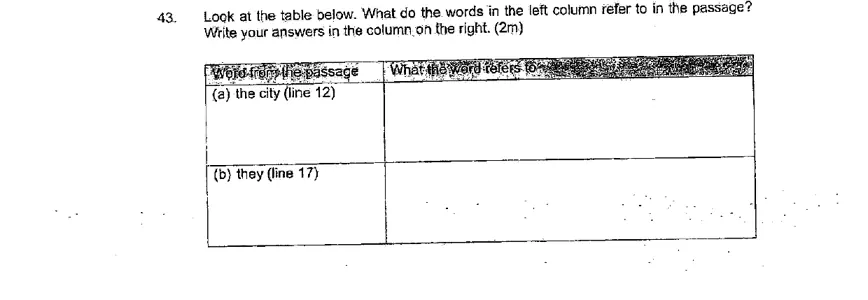 43. Look at the table below. What do the words in the left column refer to in the passage?
Write your answers in the column on the right. (2m)
Word from the passage What the word refers to
(a) the city (line 12)
(b) they (line 17)